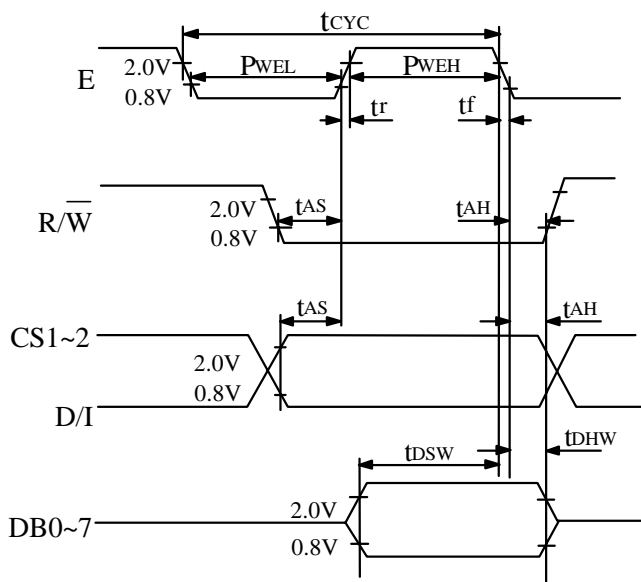 tCYC
2.0V PWEL PWEH
E
0.8V
tr tf
tAS tAH
2.0V
R/W̅
0.8V
tAS tAH
CS1~2
2.0V
0.8V
D/I
tDSW tDHW
2.0V
DB0~7
0.8V